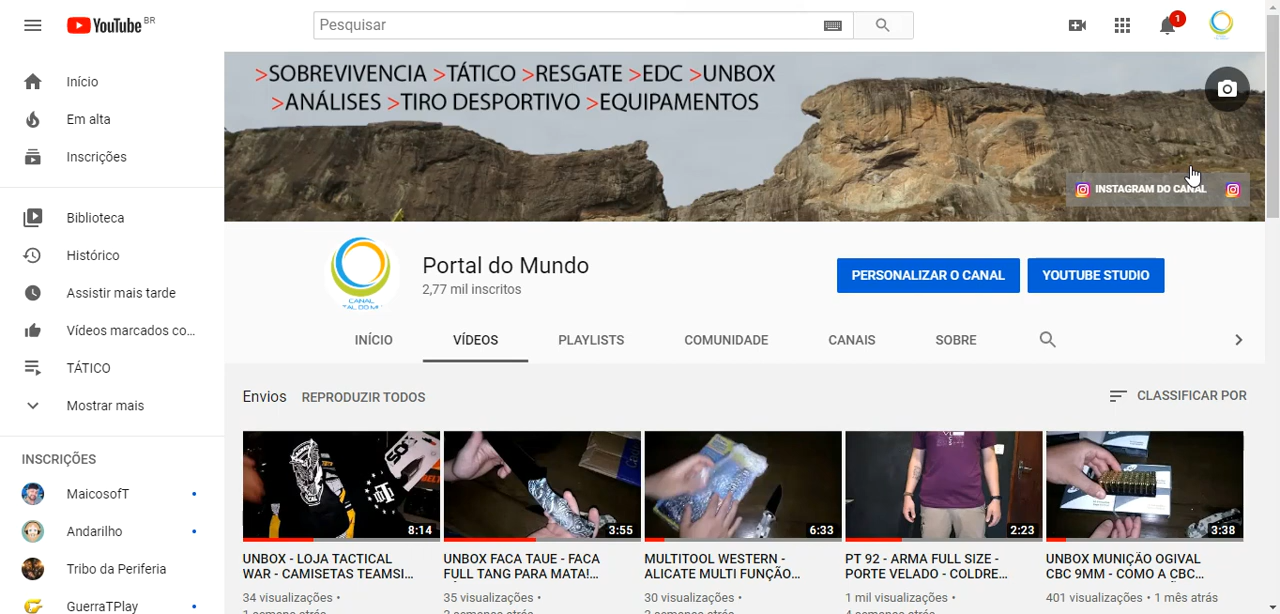 YouTube BR
Pesquisar
1
>SOBREVIVENCIA >TÁTICO >RESGATE >EDC >UNBOX
>ANÁLISES >TIRO DESPORTIVO >EQUIPAMENTOS
INSTAGRAM DO CANAL
Início
Em alta
Inscrições
Biblioteca
Histórico
Assistir mais tarde
Vídeos marcados co...
TÁTICO
Mostrar mais
INSCRIÇÕES
MaicosofT
Andarilho
Tribo da Periferia
GuerraTPlay
CANAL
Portal do Mundo
2,77 mil inscritos
PERSONALIZAR O CANAL
YOUTUBE STUDIO
INÍCIO VÍDEOS PLAYLISTS COMUNIDADE CANAIS SOBRE
Envios REPRODUZIR TODOS
CLASSIFICAR POR
8:14
UNBOX - LOJA TACTICAL
WAR - CAMISETAS TEAMSI...
34 visualizações •
1 semana atrás
3:55
UNBOX FACA TAUE - FACA
FULL TANG PARA MATA!...
35 visualizações •
6:33
MULTITOOL WESTERN -
ALICATE MULTI FUNÇÃO...
30 visualizações •
2:23
PT 92 - ARMA FULL SIZE -
PORTE VELADO - COLDRE...
1 mil visualizações •
3:38
UNBOX MUNIÇÃO OGIVAL
CBC 9MM - COMO A CBC...
401 visualizações • 1 mês atrás